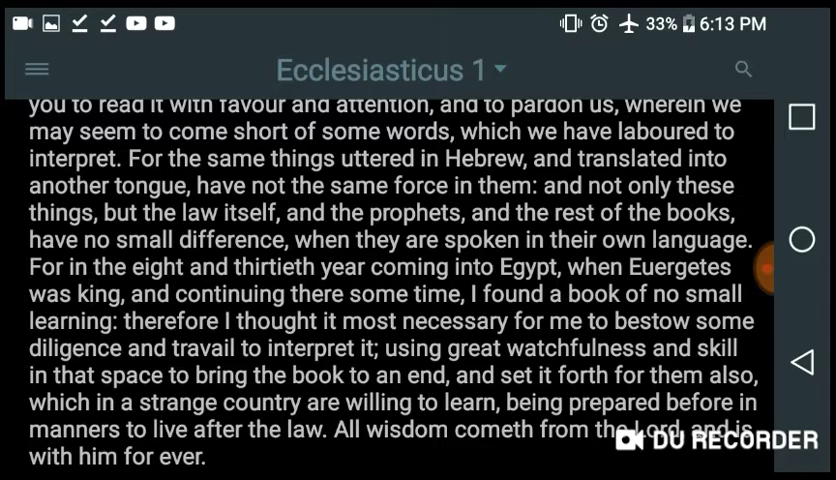 33% 6:13 PM
Ecclesiasticus 1
you to read it with favour and attention, and to pardon us, wherein we
may seem to come short of some words, which we have laboured to
interpret. For the same things uttered in Hebrew, and translated into
another tongue, have not the same force in them: and not only these
things, but the law itself, and the prophets, and the rest of the books,
have no small difference, when they are spoken in their own language.
For in the eight and thirtieth year coming into Egypt, when Euergetes
was king, and continuing there some time, I found a book of no small
learning: therefore I thought it most necessary for me to bestow some
diligence and travail to interpret it; using great watchfulness and skill
in that space to bring the book to an end, and set it forth for them also,
which in a strange country are willing to learn, being prepared before in
manners to live after the law. All wisdom cometh from the Lord, and is
DU RECORDER
with him for ever.